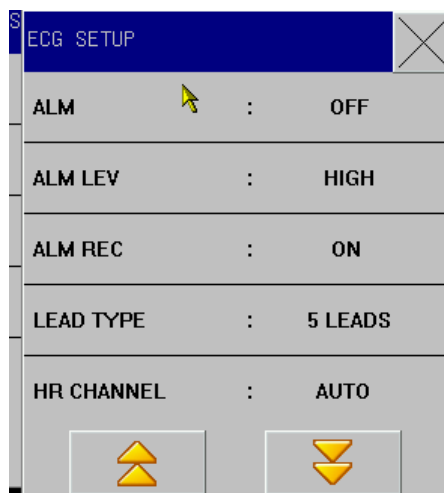 S
ECG SETUP
ALM : OFF
ALM LEV : HIGH
ALM REC : ON
LEAD TYPE : 5 LEADS
HR CHANNEL : AUTO